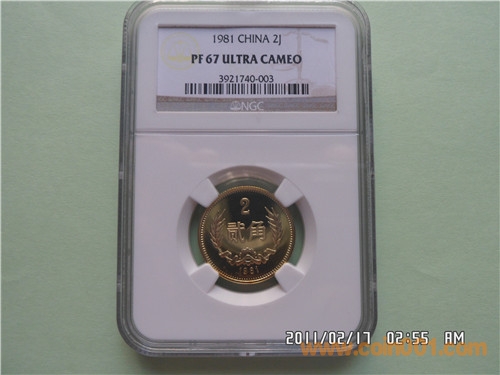 1981 CHINA 2J
PF 67 ULTRA CAMEO
3921740-003
NGC
2
贰角
1981
2011/02/17 02:55 AM
www.coin001.com